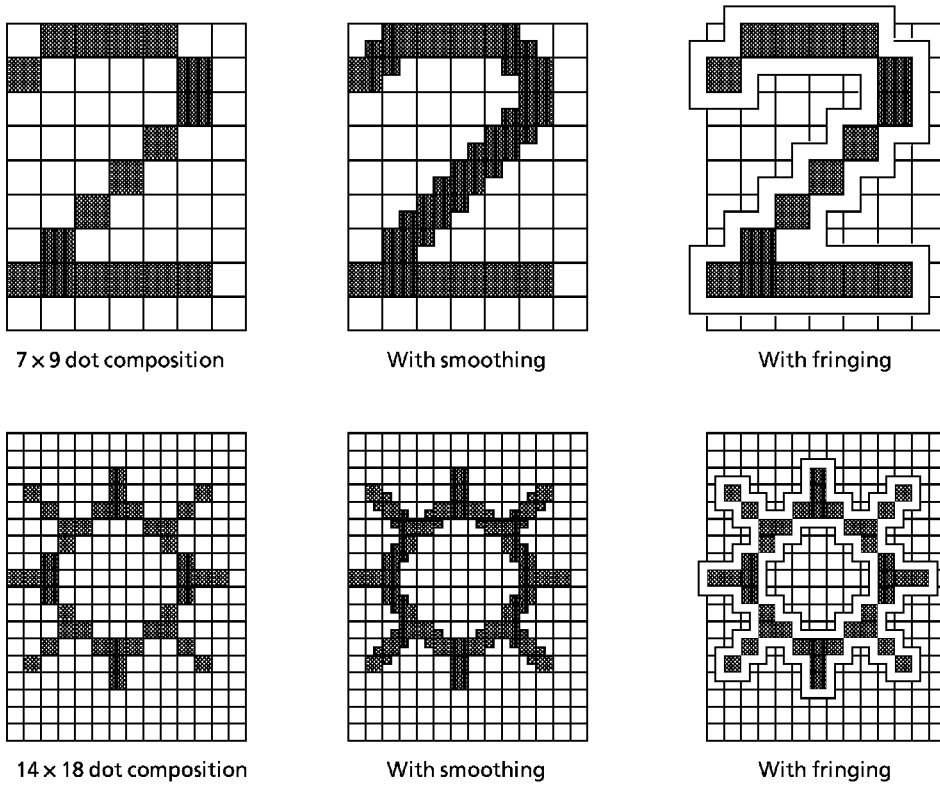 7 × 9 dot composition
With smoothing
With fringing
14 × 18 dot composition
With smoothing
With fringing